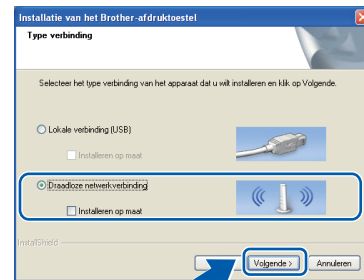 Installatie van het Brother-afdruktoestel
Type verbinding
Selecteer het type verbinding van het apparaat dat u wilt installeren en klik op Volgende.
Lokale verbinding (USB)
Installeren op maat
Draadloze netwerkverbinding
Installeren op maat
InstallShield
Volgende >
Annuleren